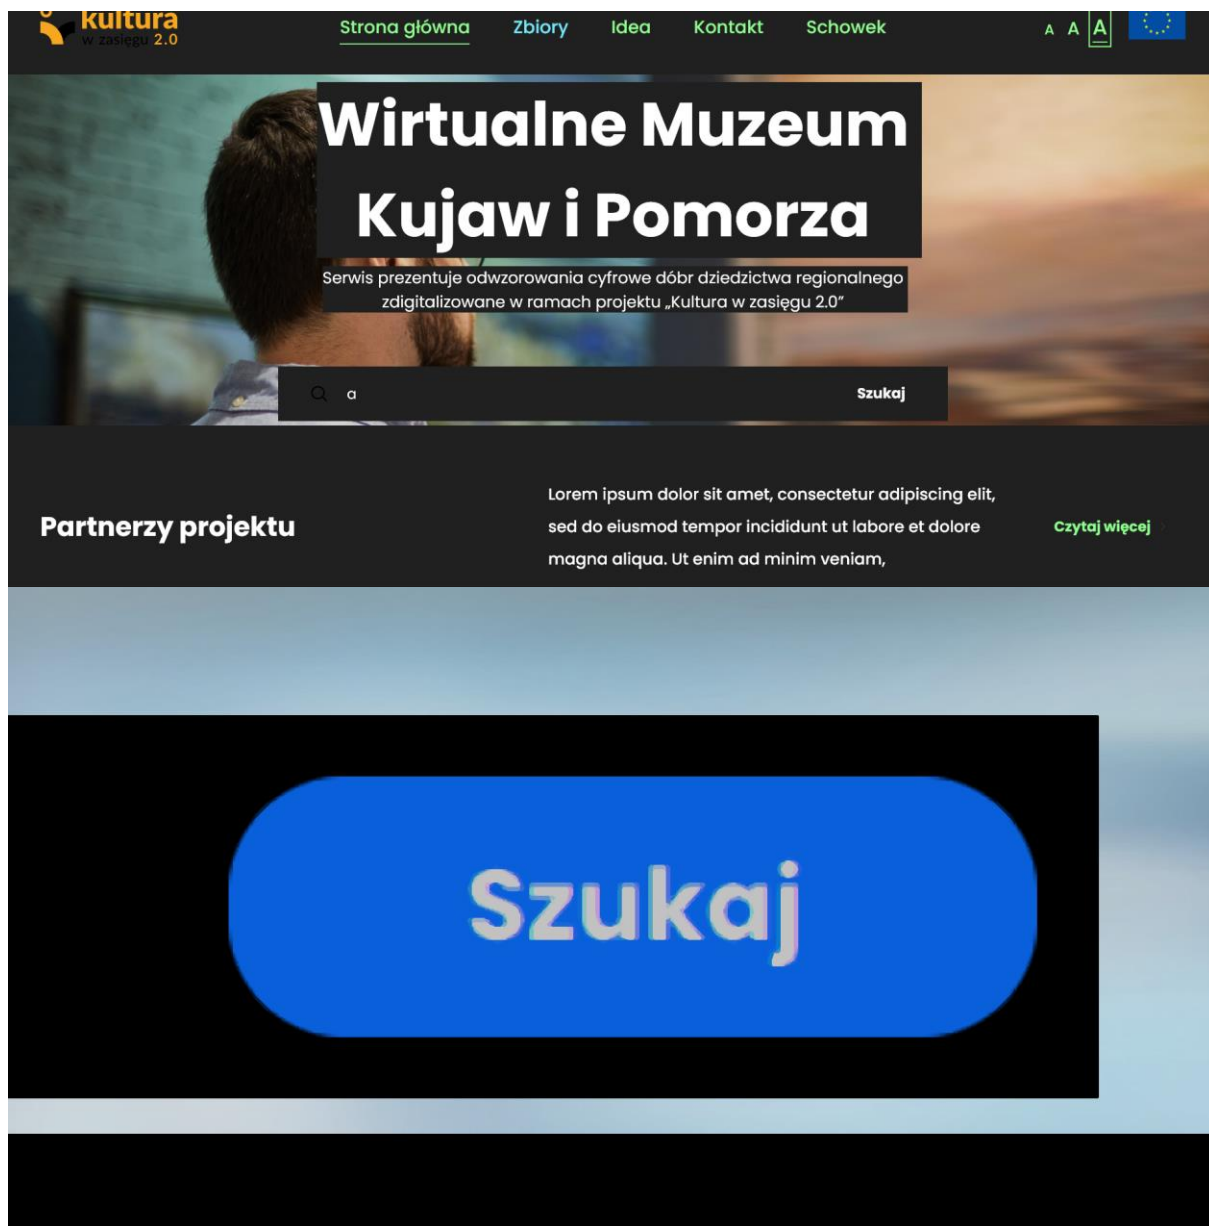 kultura
w zasięgu 2.0
Strona główna Zbiory Idea Kontakt Schowek A A A
Wirtualne Muzeum
Kujaw i Pomorza
Serwis prezentuje odwzorowania cyfrowe dóbr dziedzictwa regionalnego
zdigitalizowane w ramach projektu „Kultura w zasięgu 2.0”
a Szukaj
Partnerzy projektu
Lorem ipsum dolor sit amet, consectetur adipiscing elit,
sed do eiusmod tempor incididunt ut labore et dolore
magna aliqua. Ut enim ad minim veniam,
Czytaj więcej
Szukaj